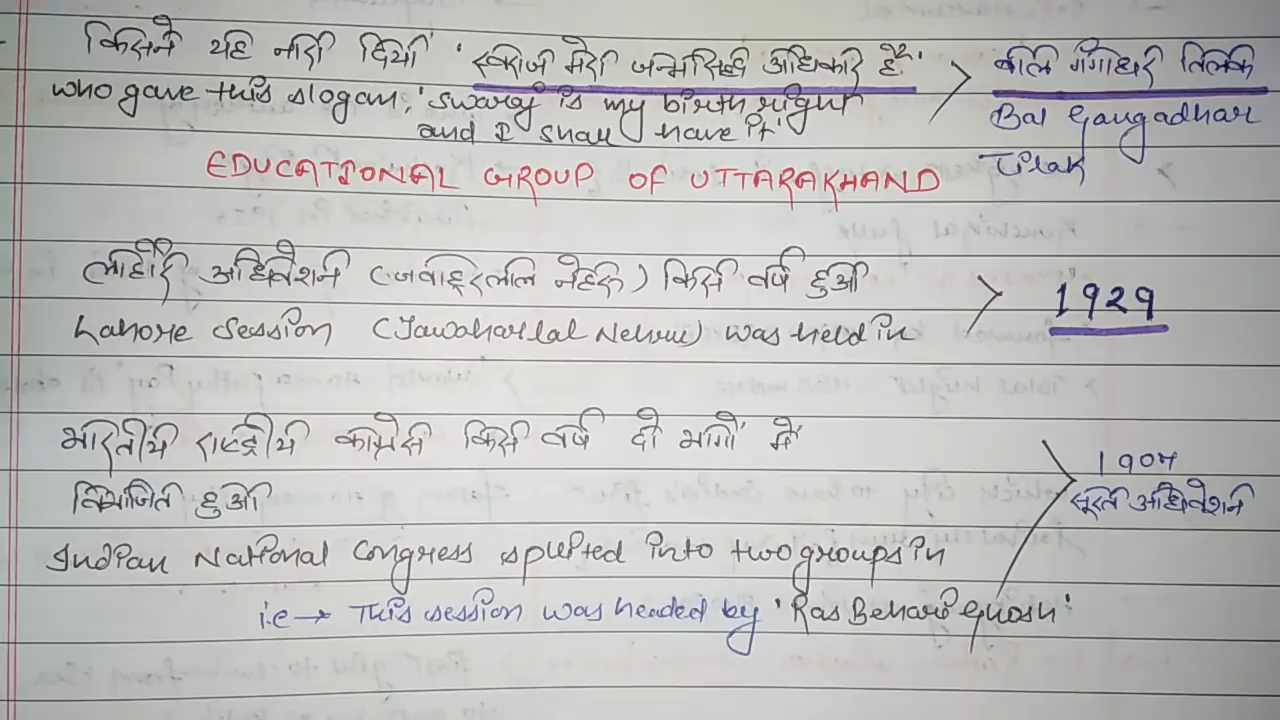 किसने यह नारा दिया 'स्वराज मेरा जन्मसिद्ध अधिकार है' > बाल गंगाधर तिलक
who gave this slogan, 'swaraj is my birth right and I shall have it' Bal Gangadhar Tilak
EDUCATIONAL GROUP OF UTTARAKHAND
लाहौर अधिवेशन (जवाहरलाल नेहरू) किस वर्ष हुआ > 1929
Lahore session (Jawaharlal Nehru) was held in
भारतीय राष्ट्रीय कांग्रेस किस वर्ष दो भागों में
विभाजित हुआ > 1907
सूरत अधिवेशन
Indian National Congress splited into two groups in
i.e → This session was headed by 'Ras Behari Ghosh'